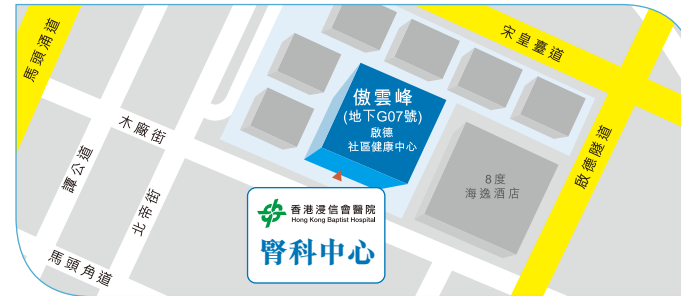 馬頭涌道
宋皇臺道
木廠街
譚公道
北帝街
馬頭角道
傲雲峰
(地下G07號)
啟德
社區健康中心
8度
海逸酒店
啟德隧道
香港浸信會醫院
Hong Kong Baptist Hospital
腎科中心